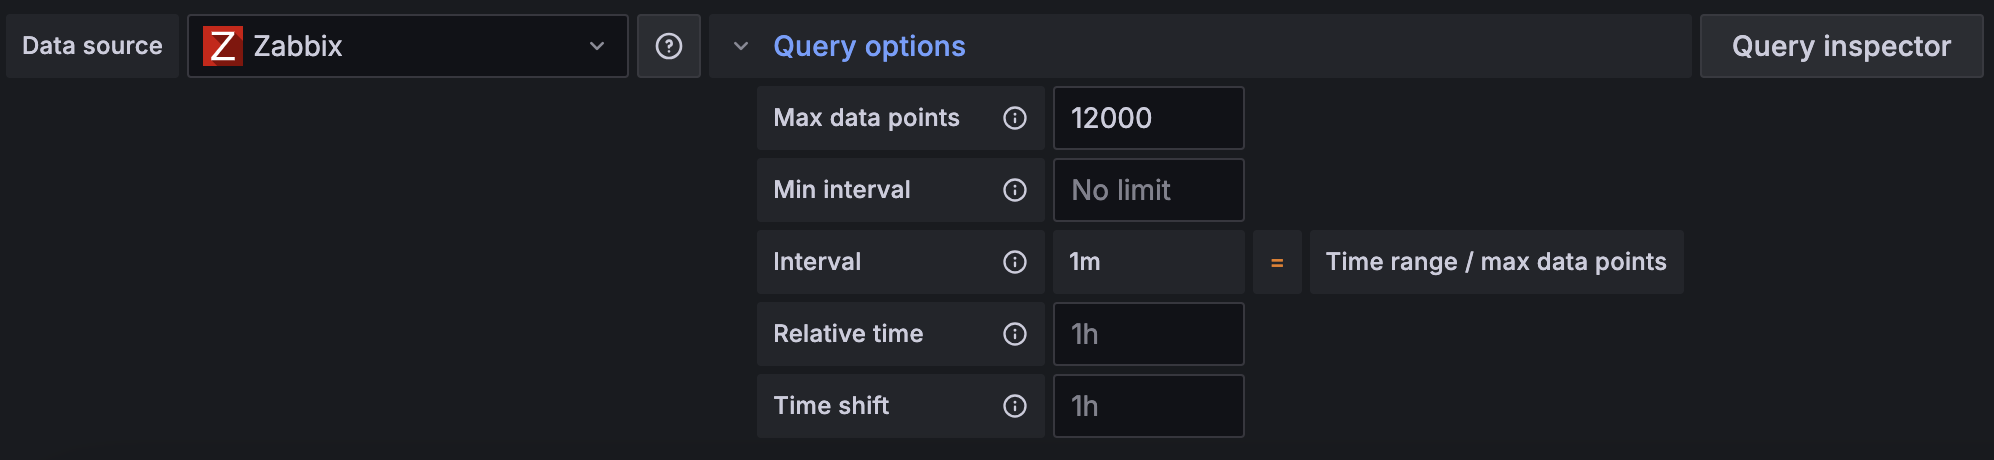 Data source Z Zabbix Query options Query inspector
Max data points 12000
Min interval No limit
Interval 1m = Time range / max data points
Relative time 1h
Time shift 1h